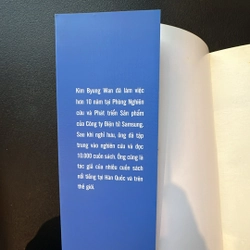 Kim Byung Wan đã làm việc
hơn 10 năm tại Phòng Nghiên
cứu và Phát triển Sản phẩm
của Công ty Điện tử Samsung.
Sau khi nghỉ hưu, ông đã tập
trung vào nghiên cứu và đọc
10.000 cuốn sách. Ông cũng là
tác giả của nhiều cuốn sách
nổi tiếng tại Hàn Quốc và trên
thế giới.